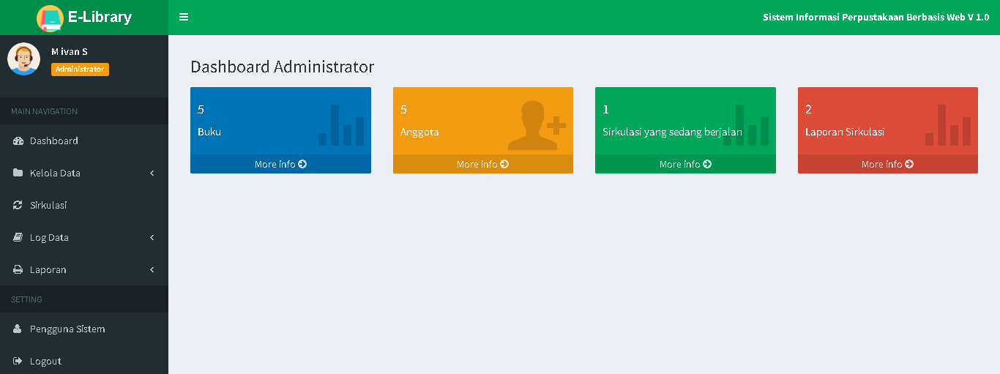 E-Library
Sistem Informasi Perpustakaan Berbasis Web V 1.0
M ivan S
Administrator
MAIN NAVIGATION
Dashboard
Kelola Data
Sirkulasi
Log Data
Laporan
SETTING
Pengguna Sistem
Logout
Dashboard Administrator
5
Buku
More info
5
Anggota
More info
1
Sirkulasi yang sedang berjalan
More info
2
Laporan Sirkulasi
More info